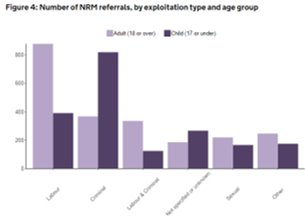 Figure 4: Number of NRM referrals, by exploitation type and age group
Adult (18 or over) Child (17 or under)
800
600
400
200
0
Labour
Criminal
Labour & Criminal
Not specified or unknown
Sexual
Other